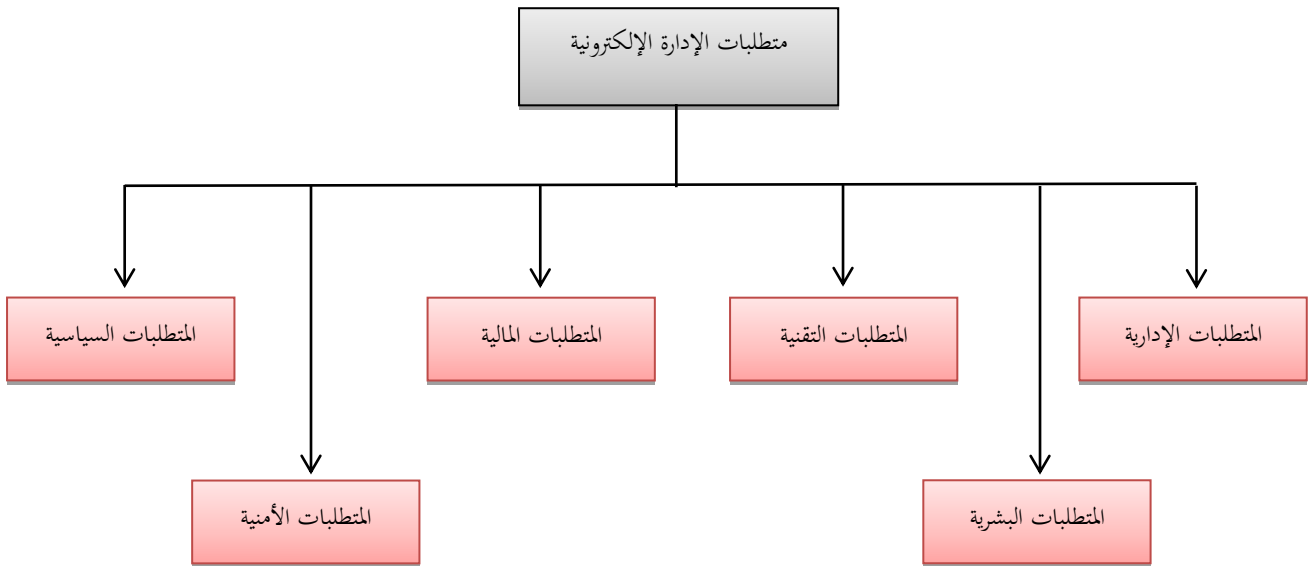 متطلبات الإدارة الإلكترونية
المتطلبات الإدارية
المتطلبات التقنية
المتطلبات المالية
المتطلبات السياسية
المتطلبات البشرية
المتطلبات الأمنية